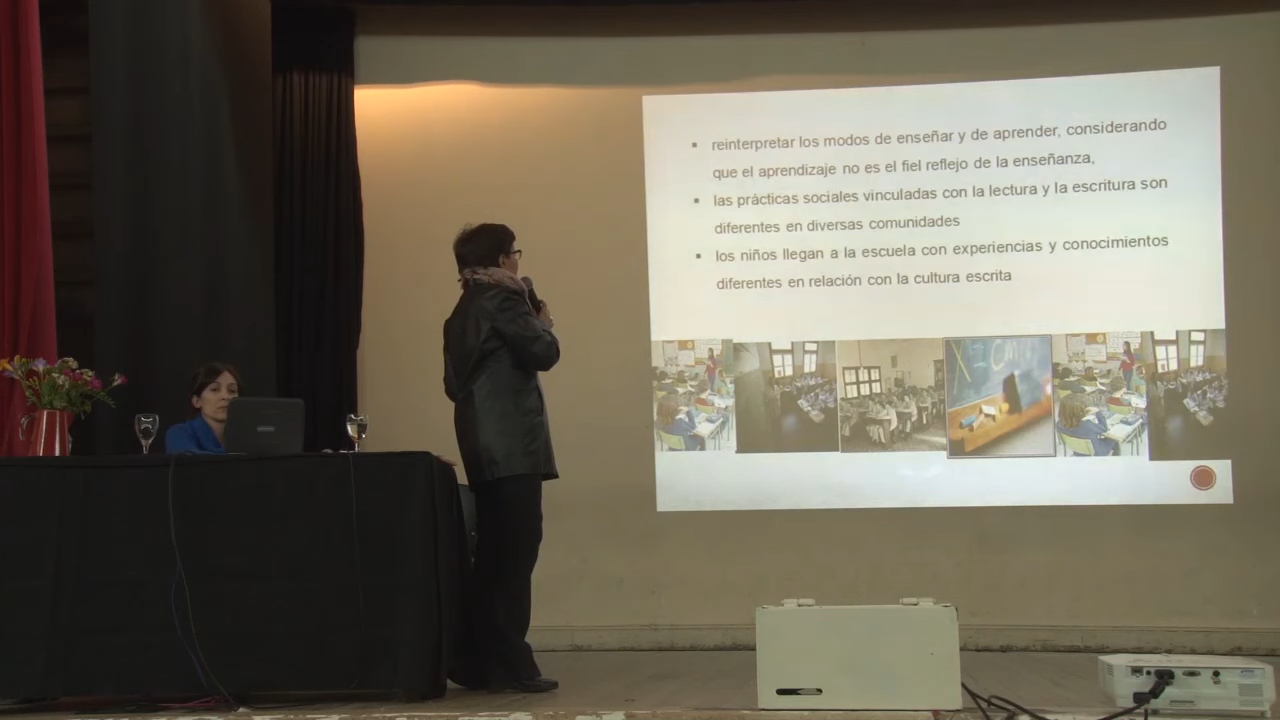 reinterpretar los modos de enseñar y de aprender, considerando
que el aprendizaje no es el fiel reflejo de la enseñanza,
las prácticas sociales vinculadas con la lectura y la escritura son
diferentes en diversas comunidades
los niños llegan a la escuela con experiencias y conocimientos
diferentes en relación con la cultura escrita